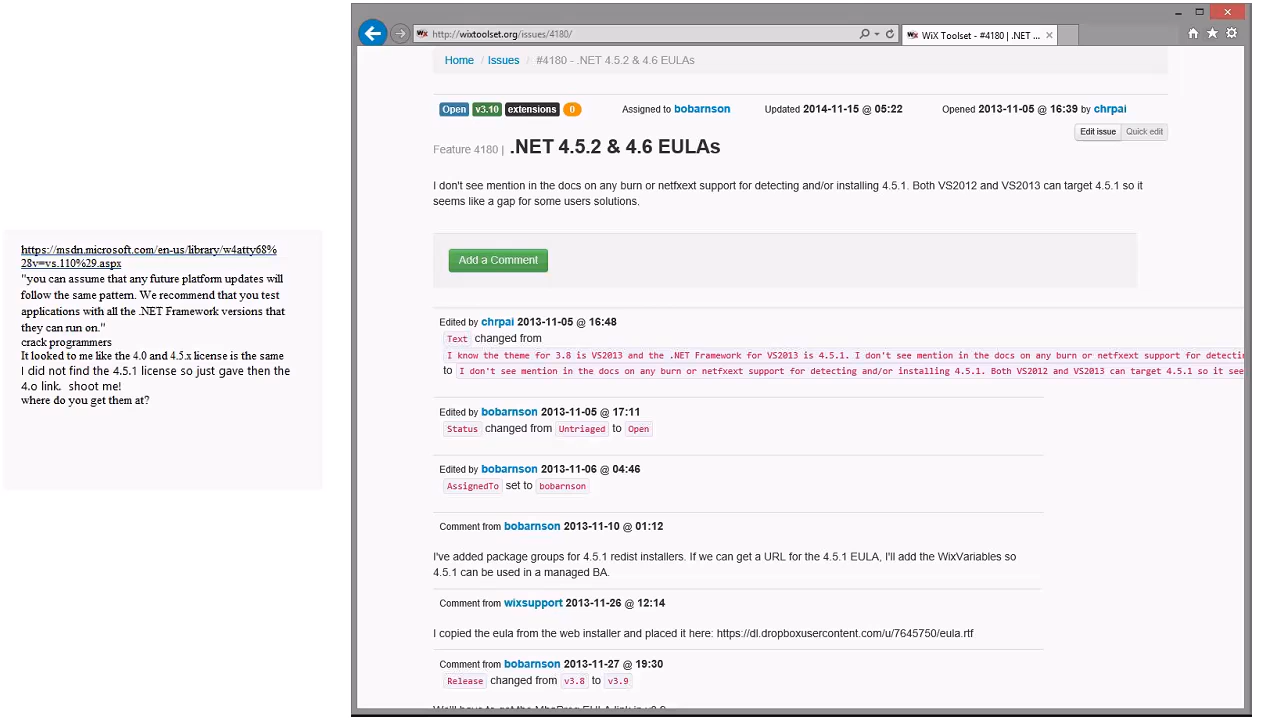 https://msdn.microsoft.com/en-us/library/w4atty68%
28v=vs.110%29.aspx
"you can assume that any future platform updates will
follow the same pattern. We recommend that you test
applications with all the .NET Framework versions that
they can run on."
crack programmers
It looked to me like the 4.0 and 4.5.x license is the same
I did not find the 4.5.1 license so just gave then the
4.o link.  shoot me!
where do you get them at?
http://wixtoolset.org/issues/4180/
WiX Toolset - #4180 | .NET ...
Home / Issues / #4180 - .NET 4.5.2 & 4.6 EULAs
Open v3.10 extensions 0 Assigned to bobarnson Updated 2014-11-15 @ 05:22 Opened 2013-11-05 @ 16:39 by chrpai
Edit issue Quick edit
Feature 4180 | .NET 4.5.2 & 4.6 EULAs
I don't see mention in the docs on any burn or netfxext support for detecting and/or installing 4.5.1. Both VS2012 and VS2013 can target 4.5.1 so it
seems like a gap for some users solutions.
Add a Comment
Edited by chrpai 2013-11-05 @ 16:48
Text changed from
I know the theme for 3.8 is VS2013 and the .NET Framework for VS2013 is 4.5.1. I don't see mention in the docs on any burn or netfxext support for detectin
to I don't see mention in the docs on any burn or netfxext support for detecting and/or installing 4.5.1. Both VS2012 and VS2013 can target 4.5.1 so it see
Edited by bobarnson 2013-11-05 @ 17:11
Status changed from Untriaged to Open
Edited by bobarnson 2013-11-06 @ 04:46
AssignedTo set to bobarnson
Comment from bobarnson 2013-11-10 @ 01:12
I've added package groups for 4.5.1 redist installers. If we can get a URL for the 4.5.1 EULA, I'll add the WixVariables so
4.5.1 can be used in a managed BA.
Comment from wixsupport 2013-11-26 @ 12:14
I copied the eula from the web installer and placed it here: https://dl.dropboxusercontent.com/u/7645750/eula.rtf
Comment from bobarnson 2013-11-27 @ 19:30
Release changed from v3.8 to v3.9